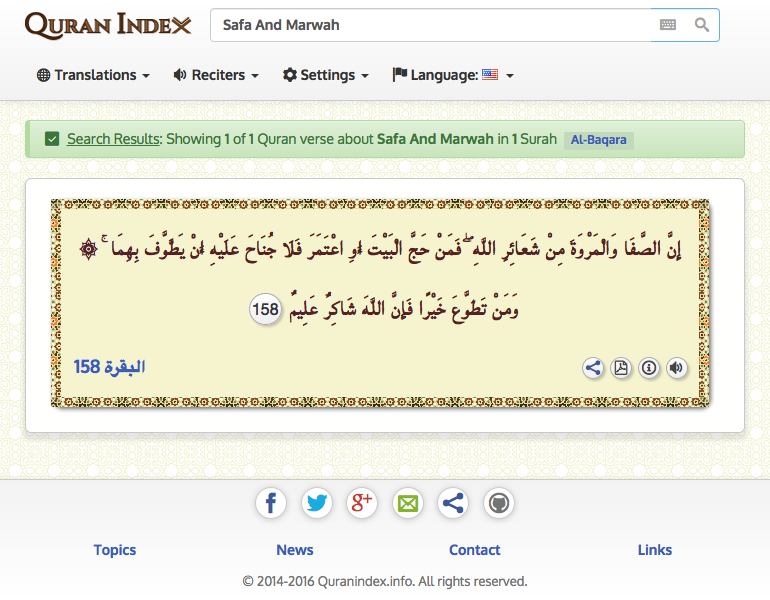 QURAN INDEX
Safa And Marwah
Translations
Reciters
Settings
Language:
Search Results: Showing 1 of 1 Quran verse about Safa And Marwah in 1 Surah Al-Baqara
إِنَّ الصَّفَا وَالْمَرْوَةَ مِنْ شَعَائِرِ اللَّهِ ۖ فَمَنْ حَجَّ الْبَيْتَ أَوِ اعْتَمَرَ فَلَا جُنَاحَ عَلَيْهِ أَنْ يَطَّوَّفَ بِهِمَا ۚ ۞
وَمَنْ تَطَوَّعَ خَيْرًا فَإِنَّ اللَّهَ شَاكِرٌ عَلِيمٌ 158
البقرة 158
Topics
News
Contact
Links
© 2014-2016 Quranindex.info. All rights reserved.